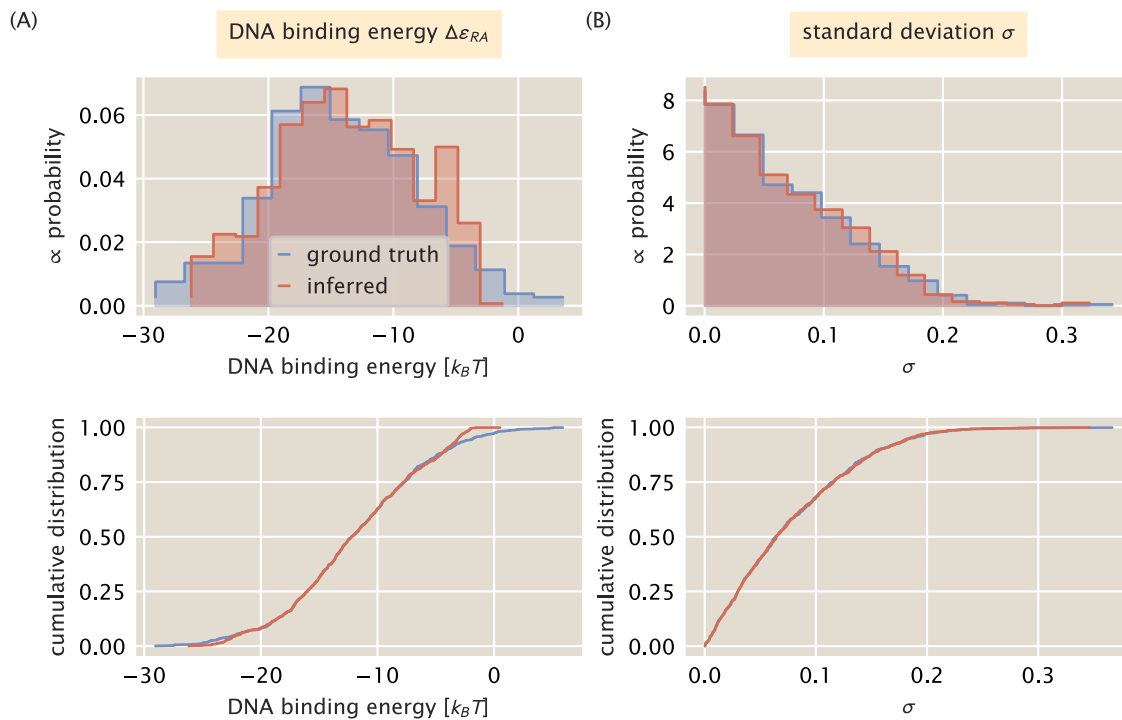 (A)
DNA binding energy Δε_RA
∝ probability
0.06
0.04
0.02
0.00
ground truth
inferred
−30
−20
−10
0
DNA binding energy [k_BT]
(B)
standard deviation σ
∝ probability
8
6
4
2
0
0.0
0.1
0.2
0.3
σ
cumulative distribution
1.00
0.75
0.50
0.25
0.00
−30
−20
−10
0
DNA binding energy [k_BT]
cumulative distribution
1.00
0.75
0.50
0.25
0.00
0.0
0.1
0.2
0.3
σ